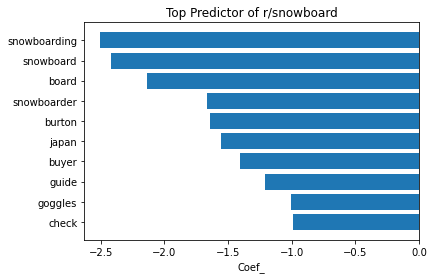 Top Predictor of r/snowboard
snowboarding
snowboard
board
snowboarder
burton
japan
buyer
guide
goggles
check
−2.5 −2.0 −1.5 −1.0 −0.5 0.0
Coef_